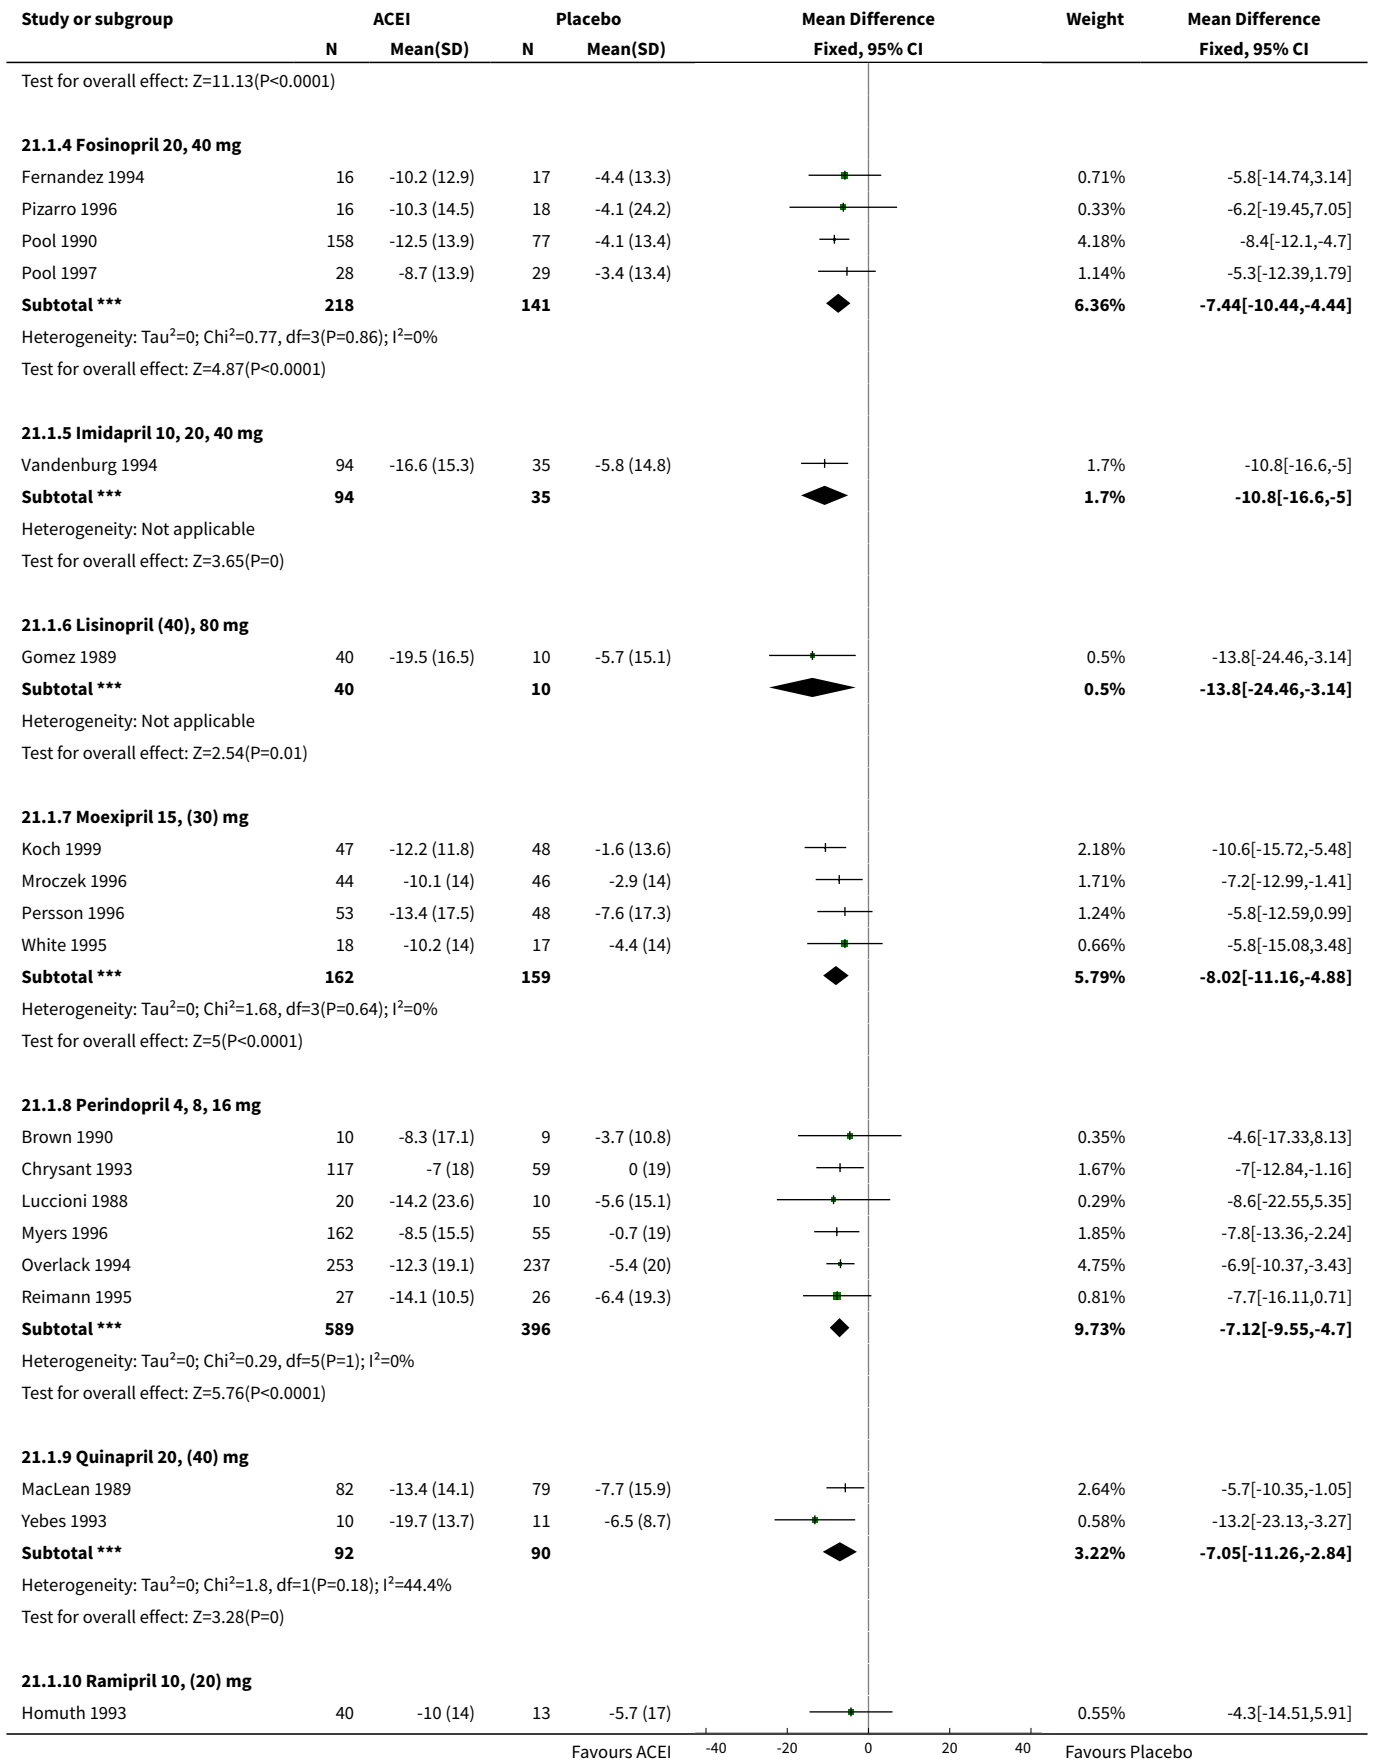 Study or subgroup ACEI Placebo Mean Difference Weight Mean Difference
N Mean(SD) N Mean(SD) Fixed, 95% CI Fixed, 95% CI
Test for overall effect: Z=11.13(P<0.0001)
21.1.4 Fosinopril 20, 40 mg
Fernandez 1994 16 -10.2 (12.9) 17 -4.4 (13.3) 0.71% -5.8[-14.74,3.14]
Pizarro 1996 16 -10.3 (14.5) 18 -4.1 (24.2) 0.33% -6.2[-19.45,7.05]
Pool 1990 158 -12.5 (13.9) 77 -4.1 (13.4) 4.18% -8.4[-12.1,-4.7]
Pool 1997 28 -8.7 (13.9) 29 -3.4 (13.4) 1.14% -5.3[-12.39,1.79]
Subtotal *** 218 141 6.36% -7.44[-10.44,-4.44]
Heterogeneity: Tau²=0; Chi²=0.77, df=3(P=0.86); I²=0%
Test for overall effect: Z=4.87(P<0.0001)
21.1.5 Imidapril 10, 20, 40 mg
Vandenburg 1994 94 -16.6 (15.3) 35 -5.8 (14.8) 1.7% -10.8[-16.6,-5]
Subtotal *** 94 35 1.7% -10.8[-16.6,-5]
Heterogeneity: Not applicable
Test for overall effect: Z=3.65(P=0)
21.1.6 Lisinopril (40), 80 mg
Gomez 1989 40 -19.5 (16.5) 10 -5.7 (15.1) 0.5% -13.8[-24.46,-3.14]
Subtotal *** 40 10 0.5% -13.8[-24.46,-3.14]
Heterogeneity: Not applicable
Test for overall effect: Z=2.54(P=0.01)
21.1.7 Moexipril 15, (30) mg
Koch 1999 47 -12.2 (11.8) 48 -1.6 (13.6) 2.18% -10.6[-15.72,-5.48]
Mroczek 1996 44 -10.1 (14) 46 -2.9 (14) 1.71% -7.2[-12.99,-1.41]
Persson 1996 53 -13.4 (17.5) 48 -7.6 (17.3) 1.24% -5.8[-12.59,0.99]
White 1995 18 -10.2 (14) 17 -4.4 (14) 0.66% -5.8[-15.08,3.48]
Subtotal *** 162 159 5.79% -8.02[-11.16,-4.88]
Heterogeneity: Tau²=0; Chi²=1.68, df=3(P=0.64); I²=0%
Test for overall effect: Z=5(P<0.0001)
21.1.8 Perindopril 4, 8, 16 mg
Brown 1990 10 -8.3 (17.1) 9 -3.7 (10.8) 0.35% -4.6[-17.33,8.13]
Chrysant 1993 117 -7 (18) 59 0 (19) 1.67% -7[-12.84,-1.16]
Luccioni 1988 20 -14.2 (23.6) 10 -5.6 (15.1) 0.29% -8.6[-22.55,5.35]
Myers 1996 162 -8.5 (15.5) 55 -0.7 (19) 1.85% -7.8[-13.36,-2.24]
Overlack 1994 253 -12.3 (19.1) 237 -5.4 (20) 4.75% -6.9[-10.37,-3.43]
Reimann 1995 27 -14.1 (10.5) 26 -6.4 (19.3) 0.81% -7.7[-16.11,0.71]
Subtotal *** 589 396 9.73% -7.12[-9.55,-4.7]
Heterogeneity: Tau²=0; Chi²=0.29, df=5(P=1); I²=0%
Test for overall effect: Z=5.76(P<0.0001)
21.1.9 Quinapril 20, (40) mg
MacLean 1989 82 -13.4 (14.1) 79 -7.7 (15.9) 2.64% -5.7[-10.35,-1.05]
Yebes 1993 10 -19.7 (13.7) 11 -6.5 (8.7) 0.58% -13.2[-23.13,-3.27]
Subtotal *** 92 90 3.22% -7.05[-11.26,-2.84]
Heterogeneity: Tau²=0; Chi²=1.8, df=1(P=0.18); I²=44.4%
Test for overall effect: Z=3.28(P=0)
21.1.10 Ramipril 10, (20) mg
Homuth 1993 40 -10 (14) 13 -5.7 (17) 0.55% -4.3[-14.51,5.91]
Favours ACEI -40 -20 0 20 40 Favours Placebo